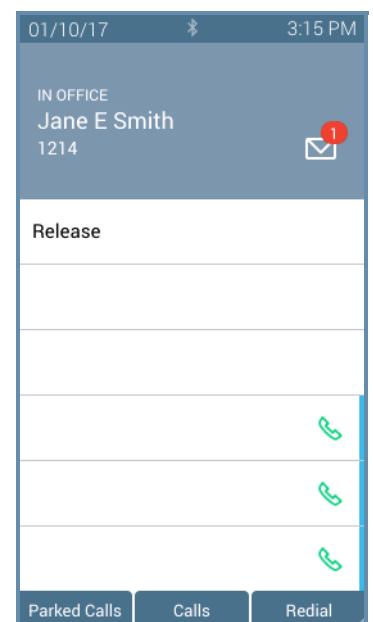 01/10/17 3:15 PM
IN OFFICE
Jane E Smith
1214
1
Release
Parked Calls Calls Redial